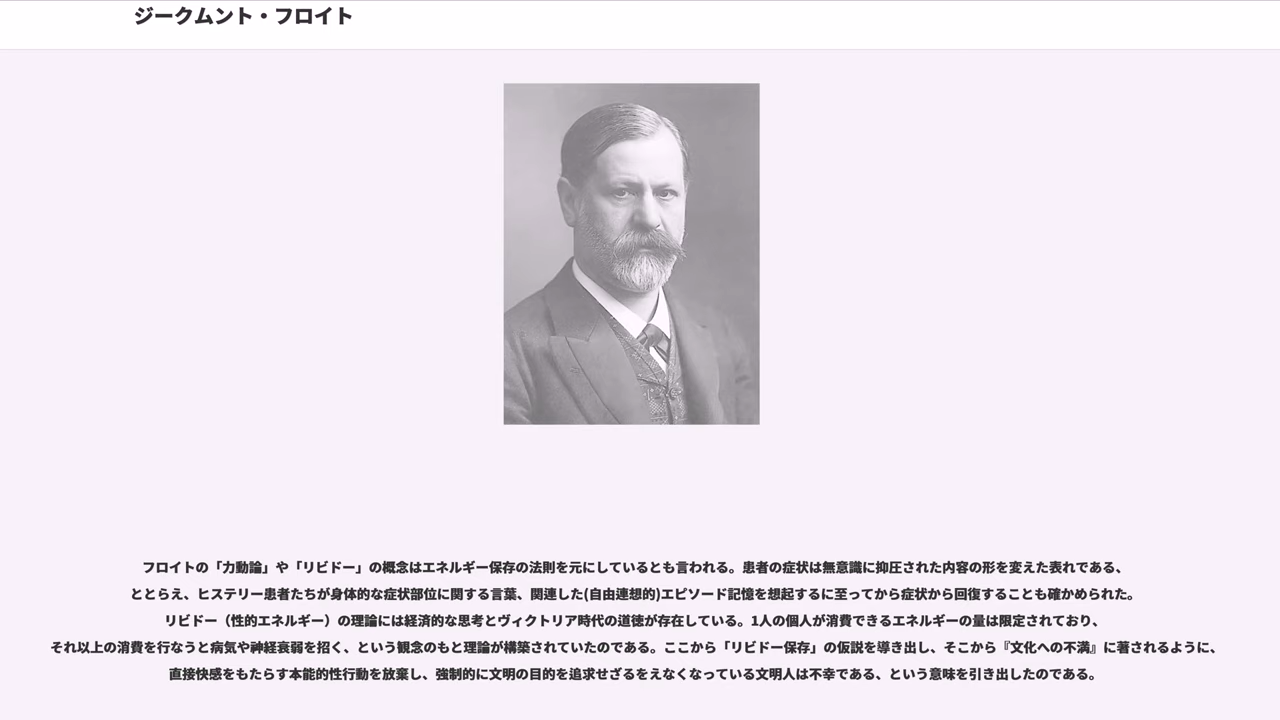 ジークムント・フロイト
フロイトの「力動論」や「リビドー」の概念はエネルギー保存の法則を元にしているとも言われる。患者の症状は無意識に抑圧された内容の形を変えた表れである、
ととらえ、ヒステリー患者たちが身体的な症状部位に関する言葉、関連した(自由連想的)エピソード記憶を想起するに至ってから症状から回復することも確かめられた。
リビドー（性的エネルギー）の理論には経済的な思考とヴィクトリア時代の道徳が存在している。1人の個人が消費できるエネルギーの量は限定されており、
それ以上の消費を行なうと病気や神経衰弱を招く、という観念のもと理論が構築されていたのである。ここから「リビドー保存」の仮説を導き出し、そこから『文化への不満』に著されるように、
直接快感をもたらす本能的性行動を放棄し、強制的に文明の目的を追求せざるをえなくなっている文明人は不幸である、という意味を引き出したのである。